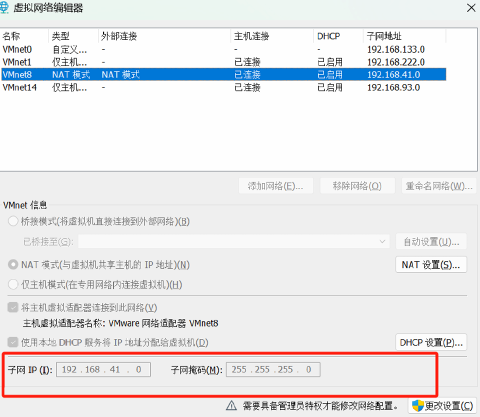 虚拟网络编辑器
名称 类型 外部连接 主机连接 DHCP 子网地址
VMnet0 自定义... - - - 192.168.133.0
VMnet1 仅主机... - 已连接 已启用 192.168.222.0
VMnet8 NAT 模式 NAT 模式 已连接 已启用 192.168.41.0
VMnet14 仅主机... - 已连接 已启用 192.168.93.0
添加网络(E)... 移除网络(O) 重命名网络(W)...
VMnet 信息
桥接模式(将虚拟机直接连接到外部网络)(B)
已桥接至(G): 自动设置(U)...
NAT 模式(与虚拟机共享主机的 IP 地址)(N) NAT 设置(S)...
仅主机模式(在专用网络内连接虚拟机)(H)
将主机虚拟适配器连接到此网络(V)
主机虚拟适配器名称: VMware 网络适配器 VMnet8
使用本地 DHCP 服务将 IP 地址分配给虚拟机(D) DHCP 设置(P)...
子网 IP (I): 192 . 168 . 41 . 0 子网掩码(M): 255 . 255 . 255 . 0
需要具备管理员特权才能修改网络配置。 更改设置(C)